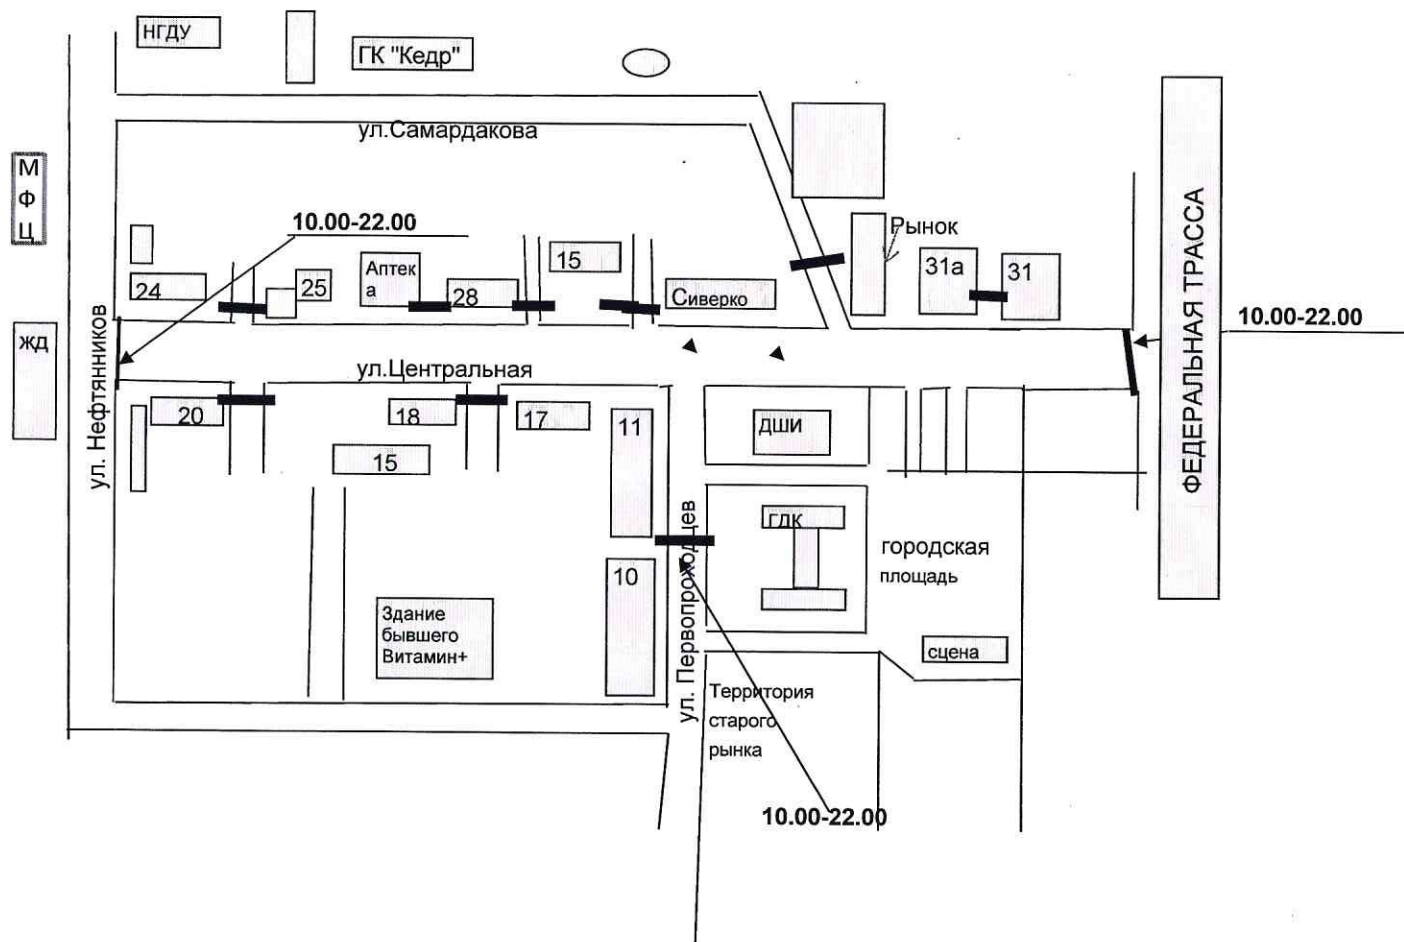 НГДУ
ГК "Кедр"
ул.Самардакова
М
Ф
Ц
10.00-22.00
Рынок
15
Аптек
а
31а
31
24
25
28
Сиверко
10.00-22.00
жд
ул. Нефтянников
ул.Центральная
ФЕДЕРАЛЬНАЯ ТРАССА
20
18
17
11
ДШИ
15
ГДК
городская
площадь
10
ул. Первопроходцев
Здание
бывшего
Витамин+
сцена
Территория
старого
рынка
10.00-22.00